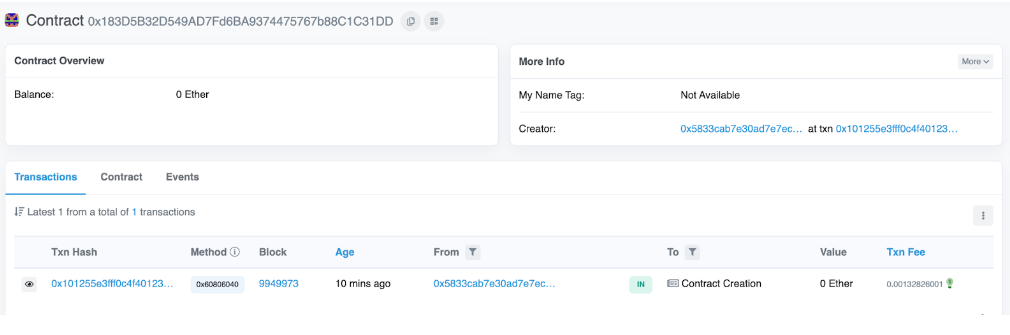 Contract 0x183D5B32D549AD7Fd6BA9374475767b88C1C31DD
Contract Overview
Balance: 0 Ether
More Info
More
My Name Tag: Not Available
Creator: 0x5833cab7e30ad7e7ec... at txn 0x101255e3fff0c4f40123...
Transactions Contract Events
Latest 1 from a total of 1 transactions
Txn Hash Method Block Age From To Value Txn Fee
0x101255e3fff0c4f40123... 0x60806040 9949973 10 mins ago 0x5833cab7e30ad7e7ec... IN Contract Creation 0 Ether 0.00132826001